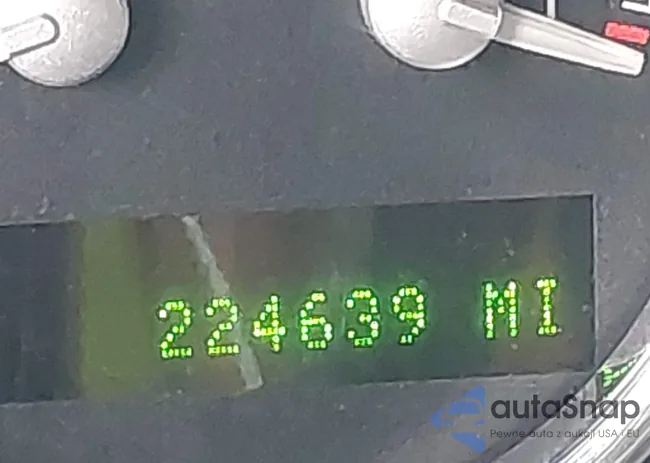 224639 MI
autaSnap
Pewne auta z aukcji USA i EU